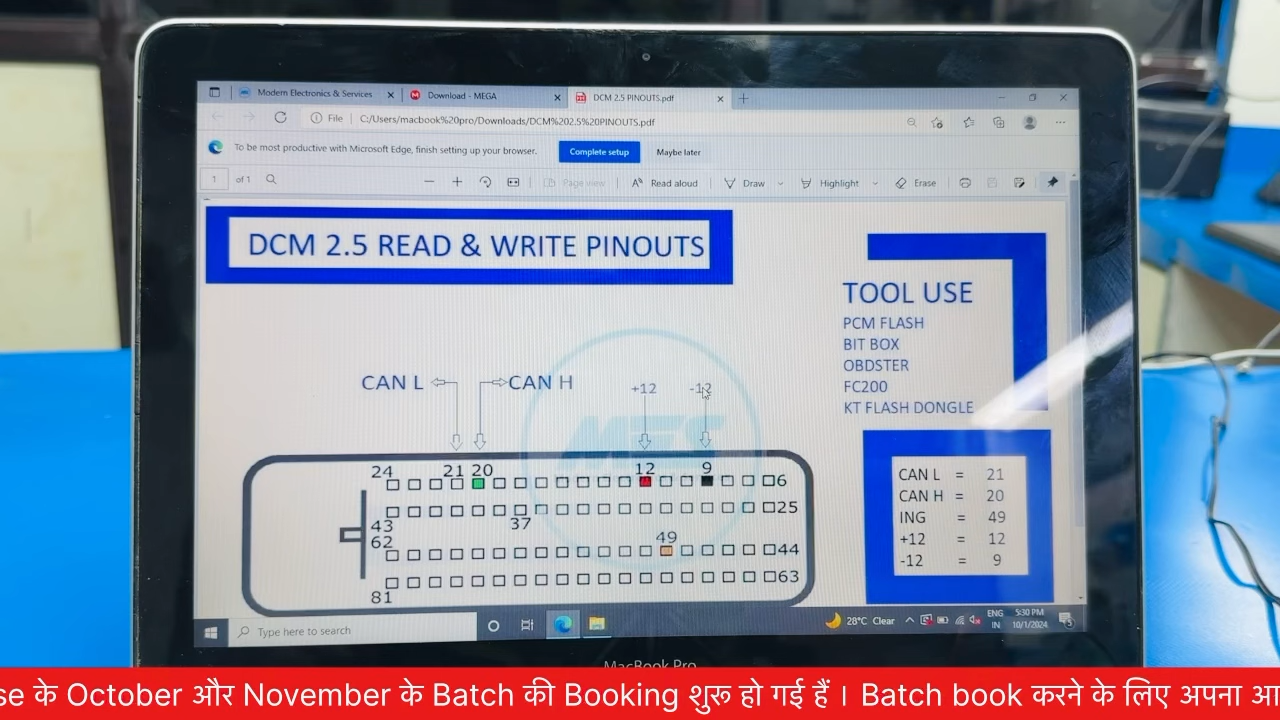 Modern Electronics & Services
Download - MEGA
DCM 2.5 PINOUTS.pdf
File C:/Users/macbook%20pro/Downloads/DCM%202.5%20PINOUTS.pdf
To be most productive with Microsoft Edge, finish setting up your browser. Complete setup Maybe later
1 of 1 Page view Read aloud Draw Highlight Erase
DCM 2.5 READ & WRITE PINOUTS
TOOL USE
PCM FLASH
BIT BOX
OBDSTER
FC200
KT FLASH DONGLE
CAN L CAN H +12 -12
MES
24 21 20 12 9 6
25
43 37
62 49 44
63
81
CAN L = 21
CAN H = 20
ING = 49
+12 = 12
-12 = 9
Type here to search
28°C Clear
ENG
IN
5:30 PM
10/1/2024
MacBook Pro
se के October और November के Batch की Booking शुरू हो गई हैं । Batch book करने के लिए अपना आ